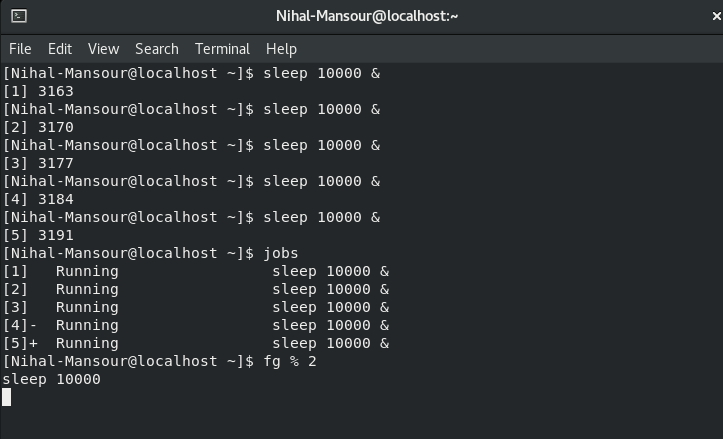 Nihal-Mansour@localhost:~
File Edit View Search Terminal Help
[Nihal-Mansour@localhost ~]$ sleep 10000 &
[1] 3163
[Nihal-Mansour@localhost ~]$ sleep 10000 &
[2] 3170
[Nihal-Mansour@localhost ~]$ sleep 10000 &
[3] 3177
[Nihal-Mansour@localhost ~]$ sleep 10000 &
[4] 3184
[Nihal-Mansour@localhost ~]$ sleep 10000 &
[5] 3191
[Nihal-Mansour@localhost ~]$ jobs
[1]   Running                 sleep 10000 &
[2]   Running                 sleep 10000 &
[3]   Running                 sleep 10000 &
[4]-  Running                 sleep 10000 &
[5]+  Running                 sleep 10000 &
[Nihal-Mansour@localhost ~]$ fg % 2
sleep 10000